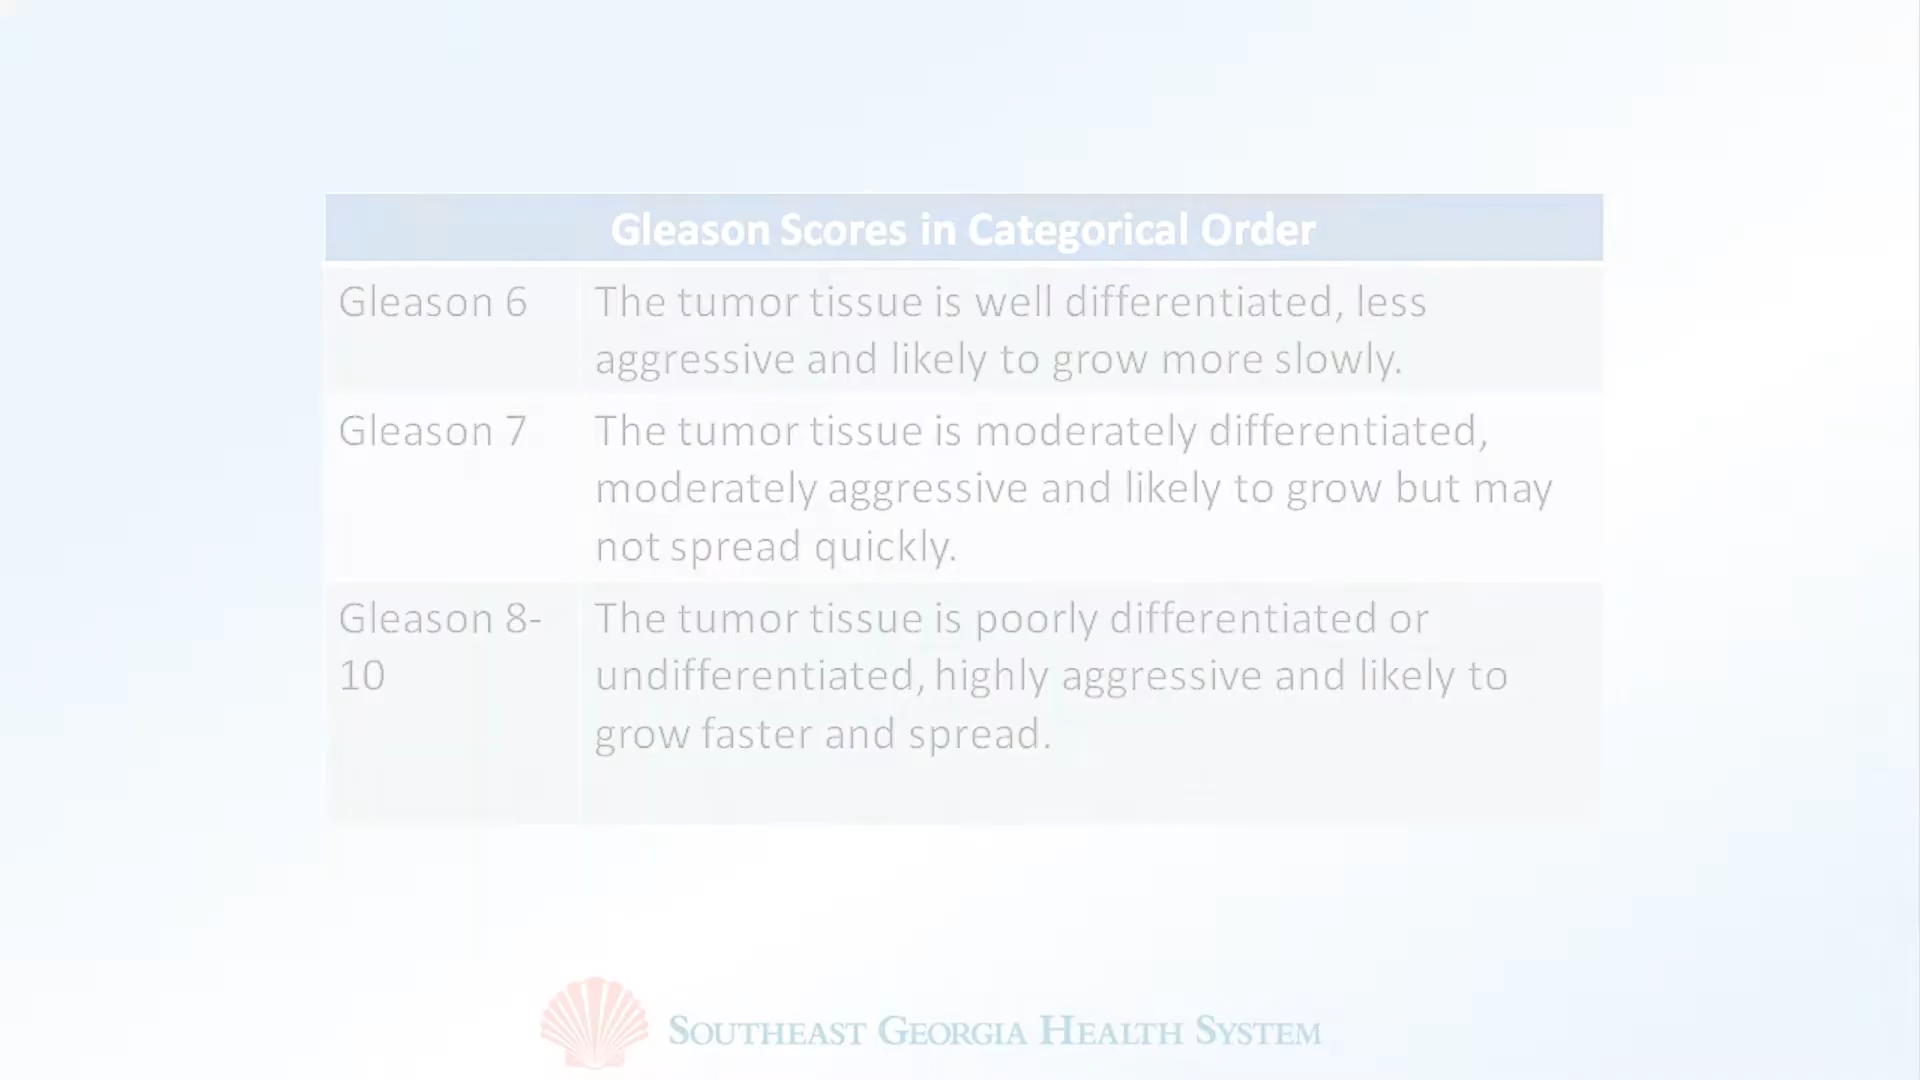 Gleason Scores in Categorical Order
Gleason 6
The tumor tissue is well differentiated, less
aggressive and likely to grow more slowly.
Gleason 7
The tumor tissue is moderately differentiated,
moderately aggressive and likely to grow but may
not spread quickly.
Gleason 8-
10
The tumor tissue is poorly differentiated or
undifferentiated, highly aggressive and likely to
grow faster and spread.
SOUTHEAST GEORGIA HEALTH SYSTEM